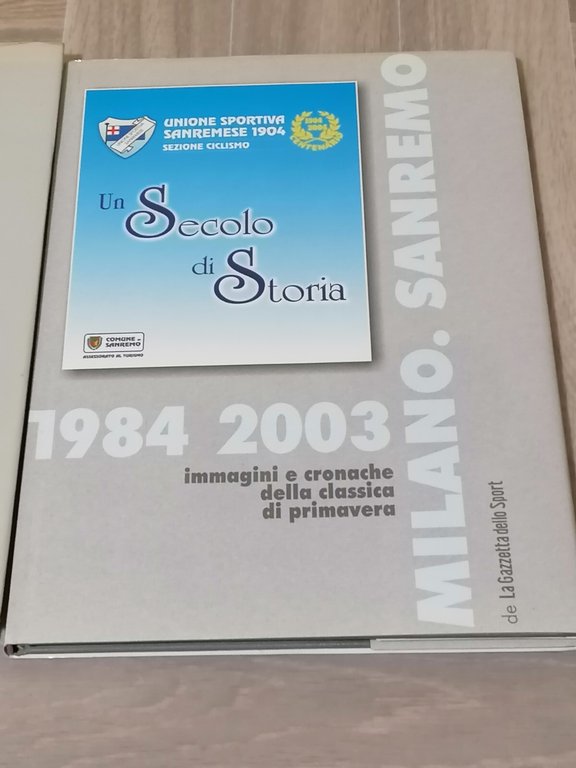 UNIONE SPORTIVA
SANREMESE 1904
SEZIONE CICLISMO
1904
2004
CENTENARIO
Un Secolo
di Storia
COMUNE DI
SANREMO
ASSESSORATO AL TURISMO
1984 2003
immagini e cronache
della classica
di primavera
MILANO. SANREMO
de La Gazzetta dello Sport